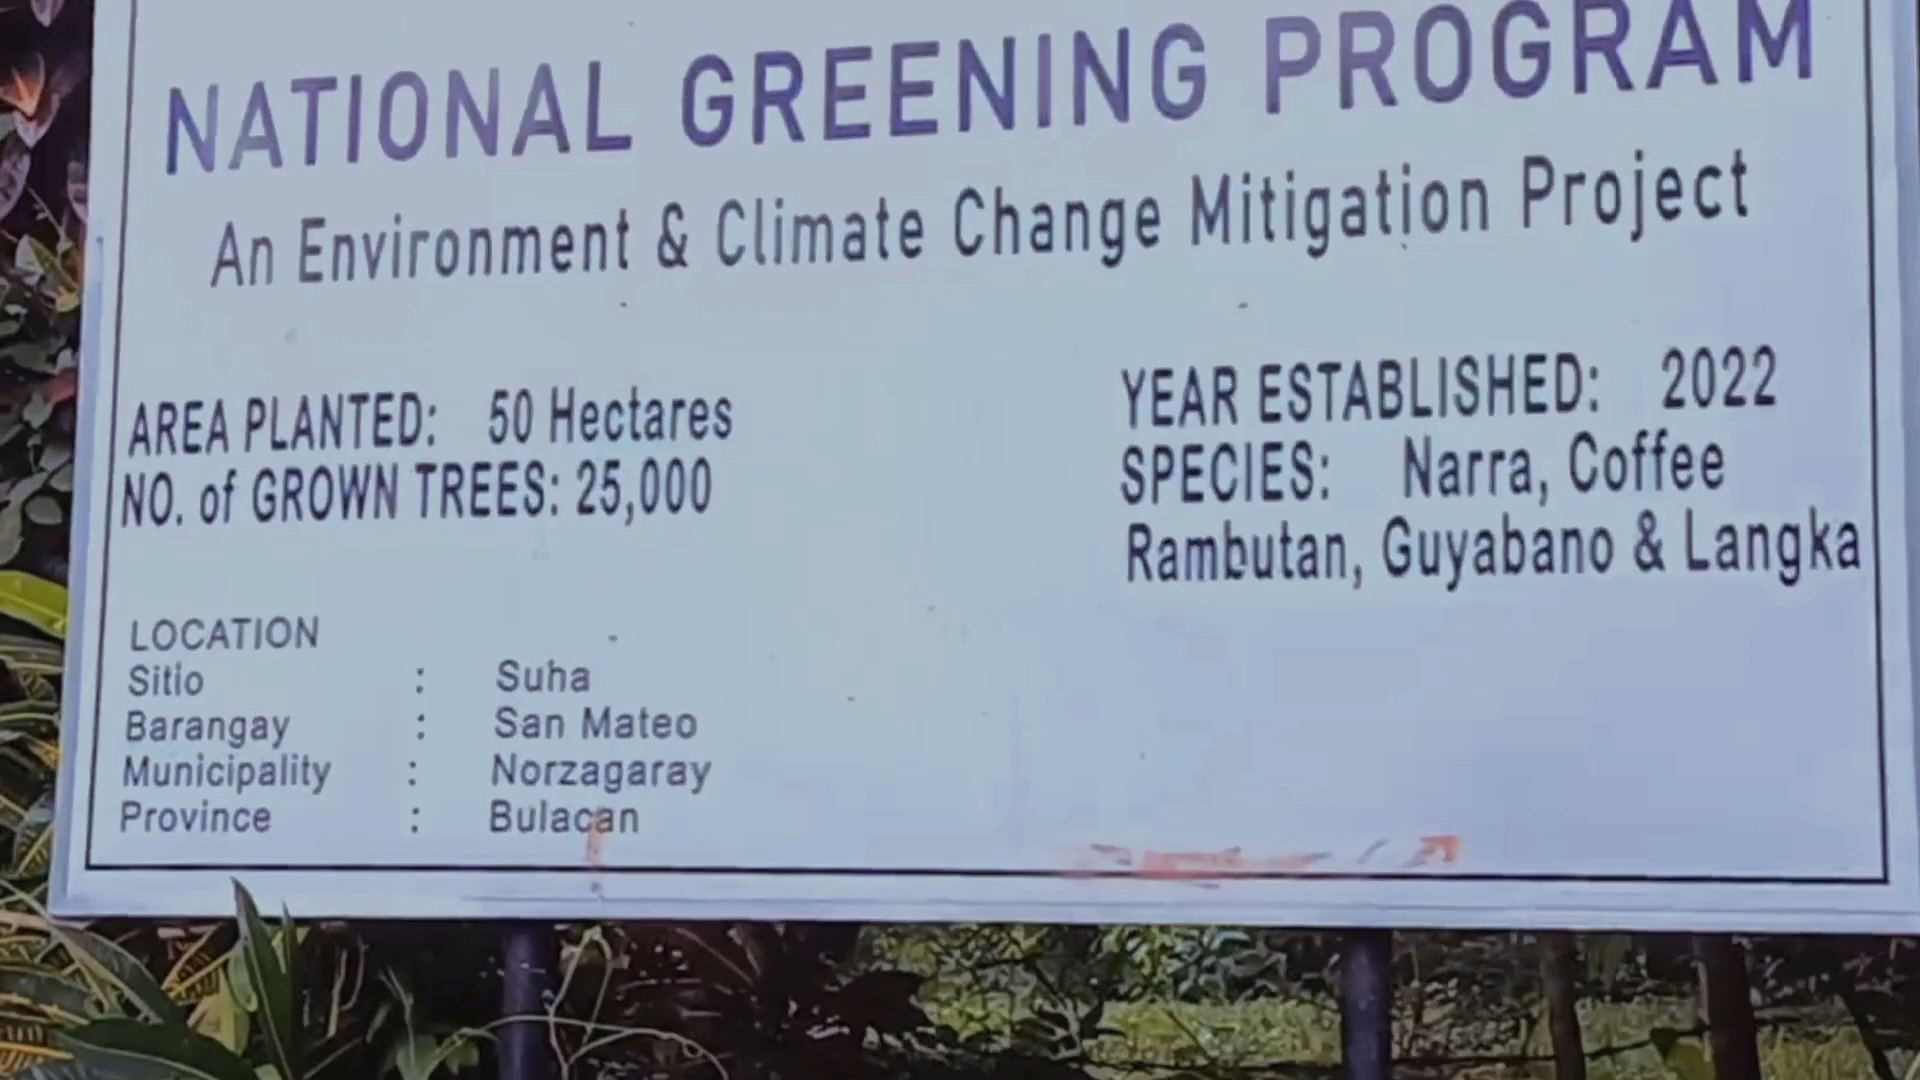 NATIONAL GREENING PROGRAM
An Environment & Climate Change Mitigation Project
AREA PLANTED: 50 Hectares
NO. of GROWN TREES: 25,000
YEAR ESTABLISHED: 2022
SPECIES: Narra, Coffee
Rambutan, Guyabano & Langka
LOCATION
Sitio : Suha
Barangay : San Mateo
Municipality : Norzagaray
Province : Bulacan